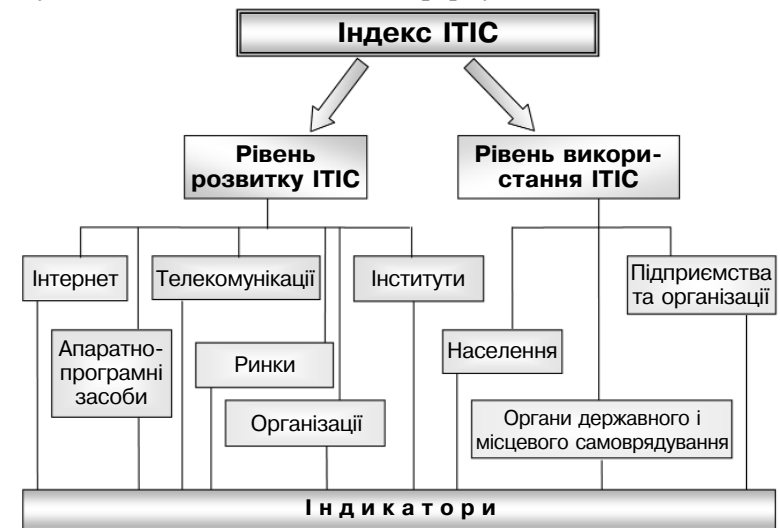 Індекс ІТІС
Рівень
розвитку ІТІС
Рівень викори-
стання ІТІС
Інтернет
Телекомунікації
Інститути
Підприємства
та організації
Апаратно-
програмні
засоби
Ринки
Населення
Організації
Органи державного і
місцевого самоврядування
Індикатори